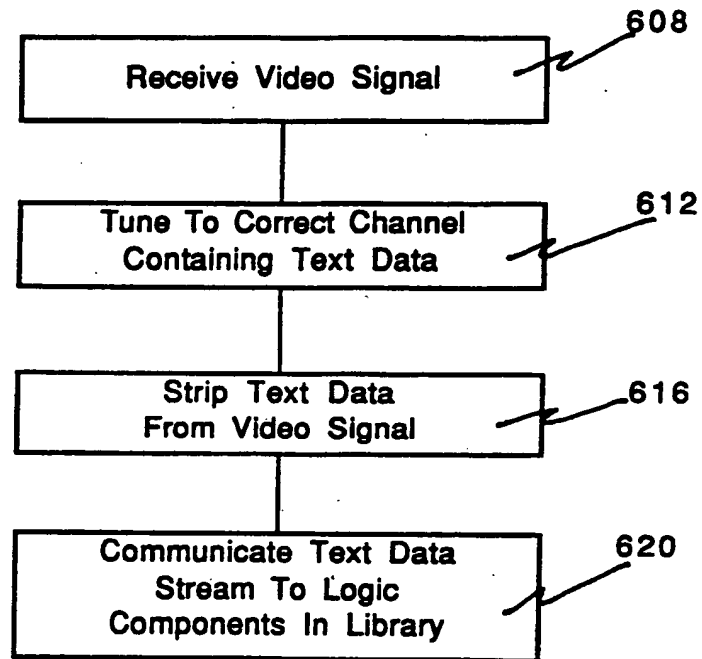 608
Receive Video Signal
612
Tune To Correct Channel
Containing Text Data
616
Strip Text Data
From Video Signal
620
Communicate Text Data
Stream To Logic
Components In Library